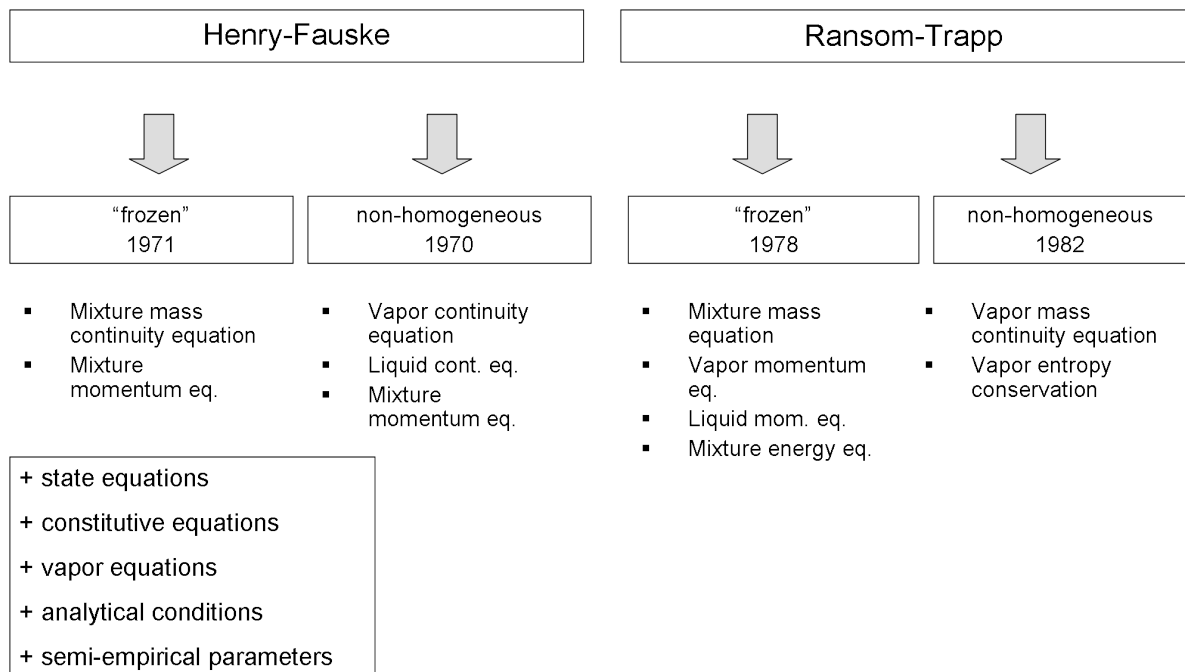 Henry-Fauske
Ransom-Trapp
“frozen”
1971
non-homogeneous
1970
“frozen”
1978
non-homogeneous
1982
▪ Mixture mass
continuity equation
▪ Mixture
momentum eq.
▪ Vapor continuity
equation
▪ Liquid cont. eq.
▪ Mixture
momentum eq.
▪ Mixture mass
equation
▪ Vapor momentum
eq.
▪ Liquid mom. eq.
▪ Mixture energy eq.
▪ Vapor mass
continuity equation
▪ Vapor entropy
conservation
+ state equations
+ constitutive equations
+ vapor equations
+ analytical conditions
+ semi-empirical parameters